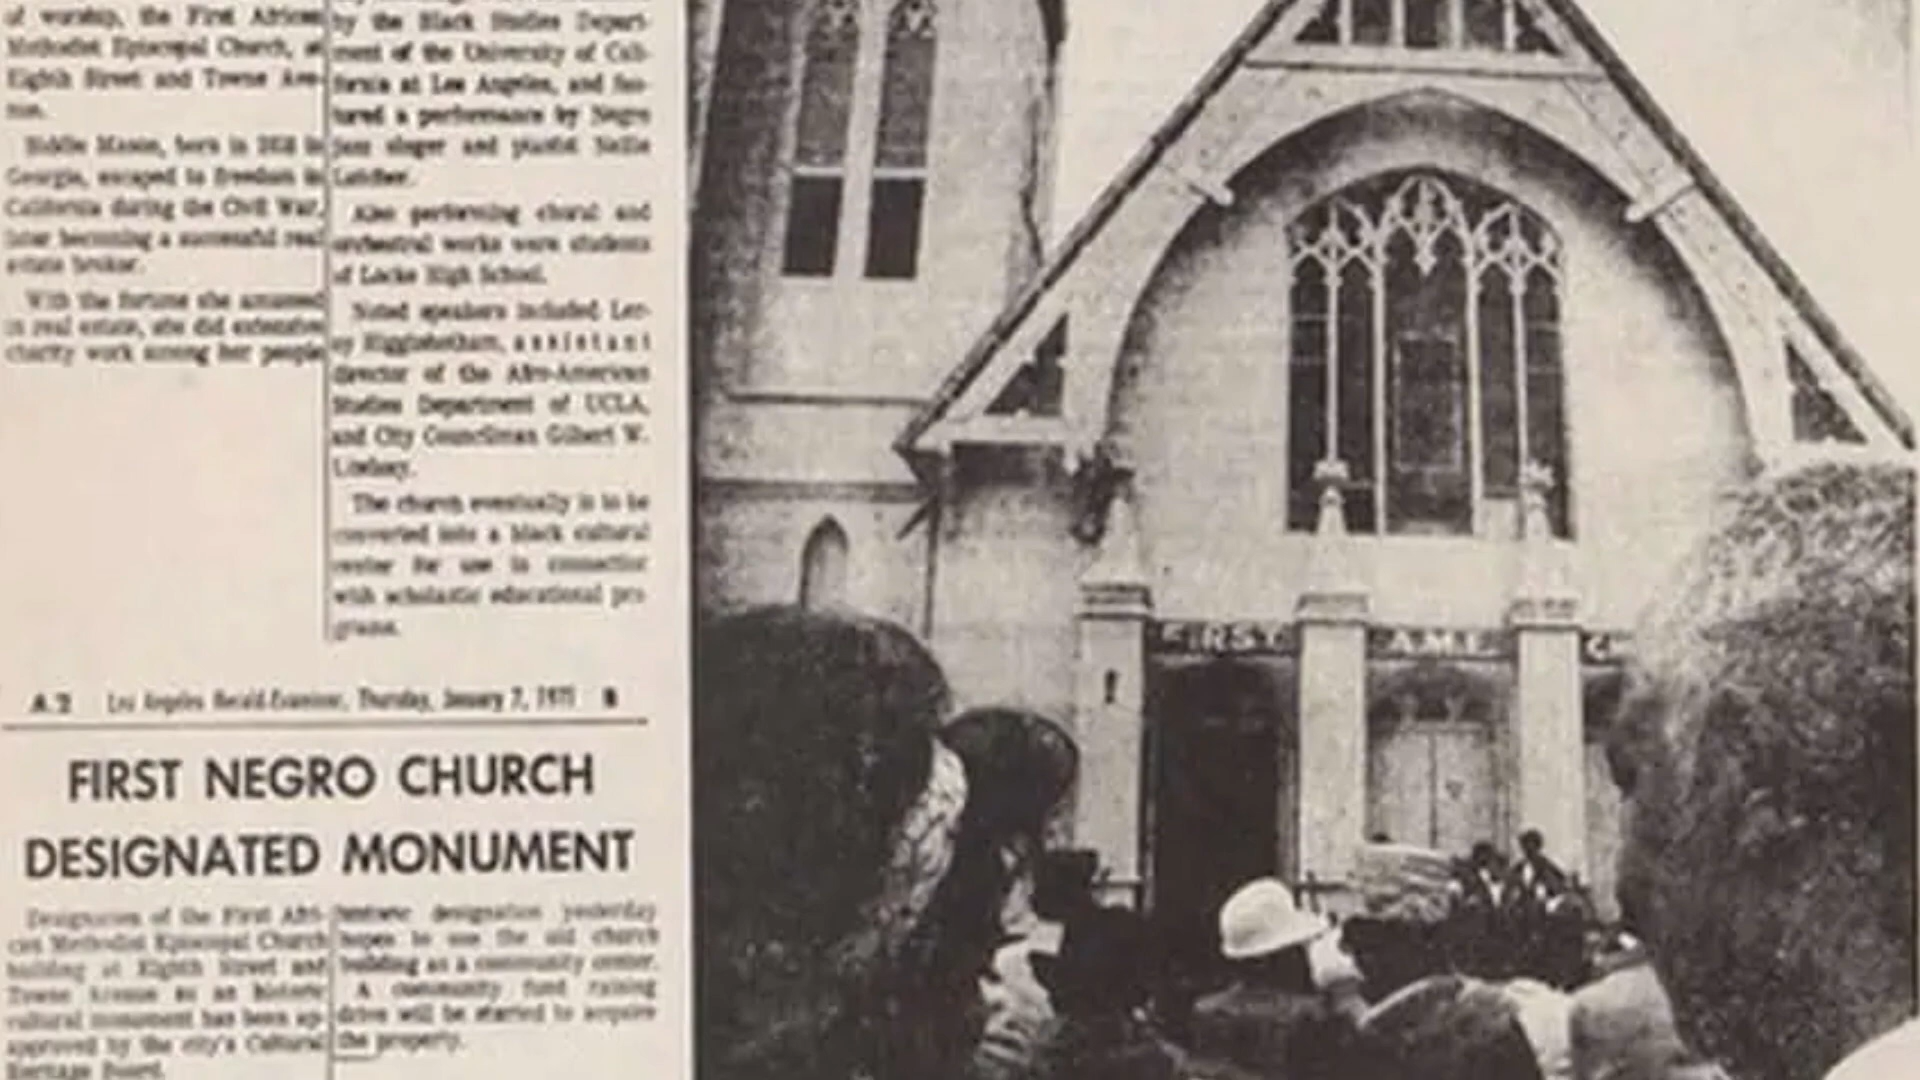 of worship, the First African
Methodist Episcopal Church, at
Eighth Street and Towne Ave-
nue.
Biddie Mason, born in 1818 in
Georgia, escaped to freedom in
California during the Civil War,
later becoming a successful real
estate broker.
With the fortune she amassed
in real estate, she did extensive
charity work among her people
by the Black Studies Depart-
ment of the University of Cali-
fornia at Los Angeles, and fea-
tured a performance by Negro
jazz singer and pianist Nellie
Lutcher.
Also performing choral and
orchestral works were students
of Locke High School.
Noted speakers included Ler-
oy Higginbotham, assistant
director of the Afro-American
Studies Department of UCLA,
and City Councilman Gilbert W.
Lindsay.
The church eventually is to be
converted into a black cultural
center for use in connection
with scholastic educational pro-
grams.
A-2 Los Angeles Herald-Examiner, Thursday, January 7, 1971
FIRST NEGRO CHURCH
DESIGNATED MONUMENT
Designation of the First Afri-
can Methodist Episcopal Church
building at Eighth Street and
Towne Avenue as an historic
cultural monument has been ap-
approved by the city's Cultural
Heritage Board.
historic designation yesterday
hopes to use the old church
building as a community center.
A community fund raising
drive will be started to acquire
the property.
FIRST A.M.E. C